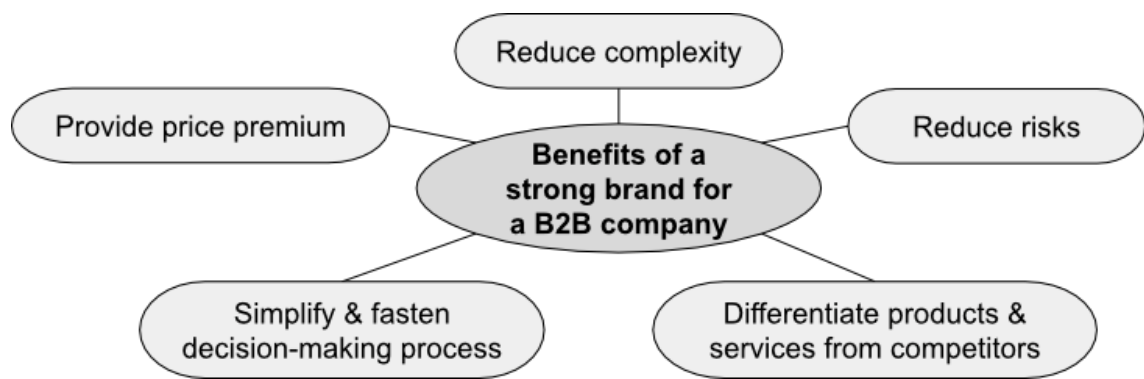 Reduce complexity
Provide price premium
Reduce risks
Benefits of a
strong brand for
a B2B company
Simplify & fasten
decision-making process
Differentiate products &
services from competitors